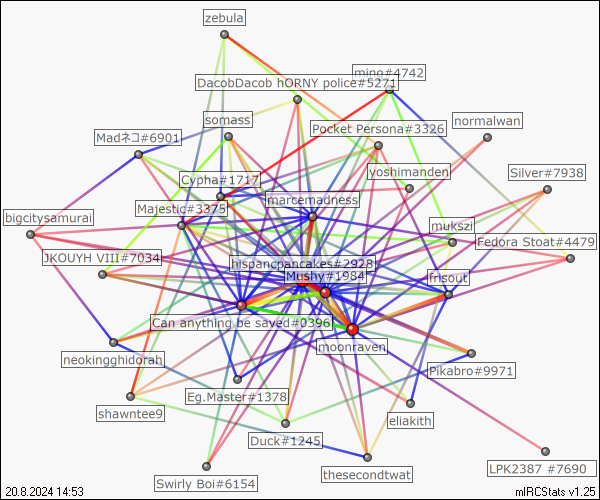 zebula
ming#4742
DacobDacob hORNY police#5271
somass
normalwan
Pocket Persona#3326
Madネコ#6901
yoshimanden
Silver#7938
Cypha#1717
marcemadness
Majestic#3375
bigcitysamurai
mukszi
Fedora Stoat#4479
JKOUYH VIII#7034
hispancpancakes#2928
Mushy#1984
frisout
Can anything be saved#0396
moonraven
neokingghidorah
Pikabro#9971
Eg.Master#1378
shawntee9
eliakith
Duck#1245
LPK2387 #7690
thesecondtwat
Swirly Boi#6154
20.8.2024 14:53
mIRCStats v1.25